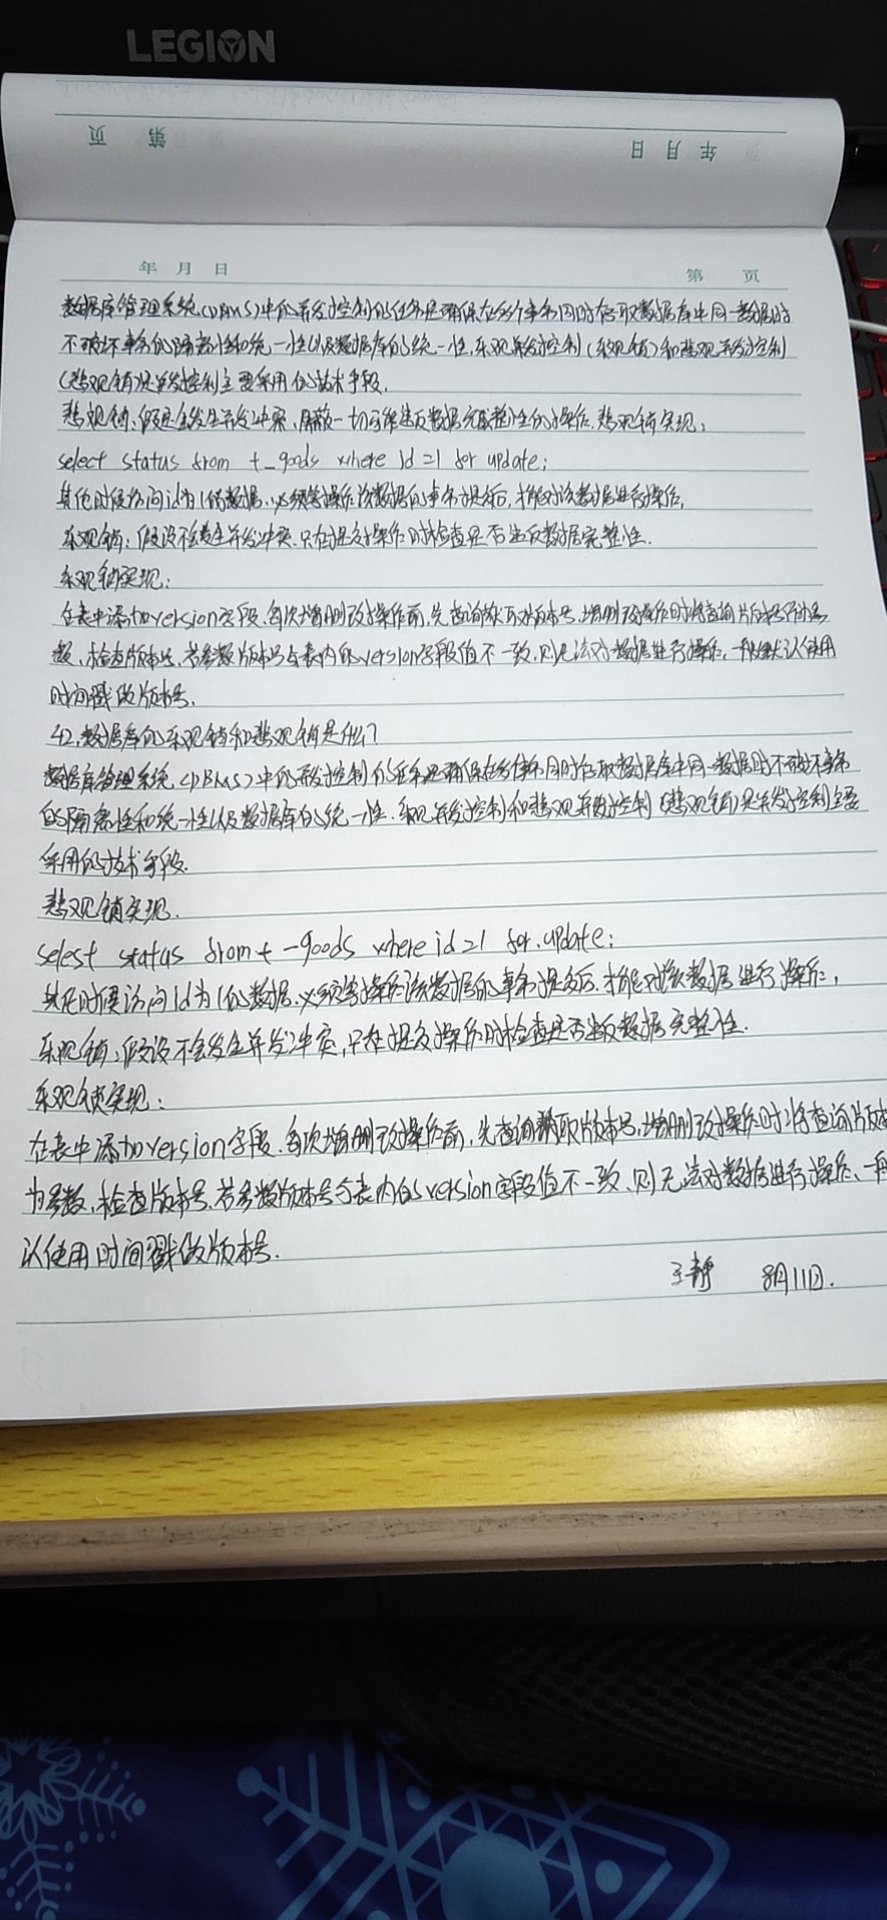 LEGION
第 页
年 月 日
年 月 日
第 页
数据库管理系统(DBMS)中的并发控制的任务是确保在多个事务同时存取数据库中同一数据时
不破坏事务的隔离性和统一性以及数据库的统一性,乐观并发控制(乐观锁)和悲观并发控制
(悲观锁)是并发控制主要采用的技术手段.
悲观锁:假定会发生并发冲突,屏蔽一切可能违反数据完整性的操作.悲观锁实现:
select status from t_goods where id=1 for update;
其他时候访问id为1的数据.必须等操作该数据的事务提交后,才能对该数据进行操作,
乐观锁:假设不会发生并发冲突.只在提交操作时检查是否违反数据完整性.
乐观锁实现:
在表中添加version字段.每次增删改操作前,先查询获取版本号,增删改操作时将查询版本号作为参
数,检查版本号,若参数版本号与表内的version字段值不一致,则无法对数据进行操作,一般默认使用
时间戳做版本号.
42.数据库的乐观锁和悲观锁是什么?
数据库管理系统(DBMS)中的并发控制的任务是确保在多个事务同时存取数据库中同一数据时不破坏事务
的隔离性和统一性以及数据库的统一性.乐观并发控制和悲观并发控制(悲观锁)是并发控制主要
采用的技术手段.
悲观锁实现.
selest status from t-goods where id=1 for.update;
其他时候访问id为1的数据.必须等操作该数据的事务提交后.才能对该数据进行操作;
乐观锁:假设不会发生并发冲突,只在提交操作时检查是否违反数据完整性.
乐观锁实现:
在表中添加version字段.每次增删改操作前,先查询获取版本号,增删改操作时将查询版本
为参数,检查版本号.若参数版本号与表内的version字段值不一致、则无法对数据进行操作、一般
认使用时间戳做版本号.
王静 8月11日.